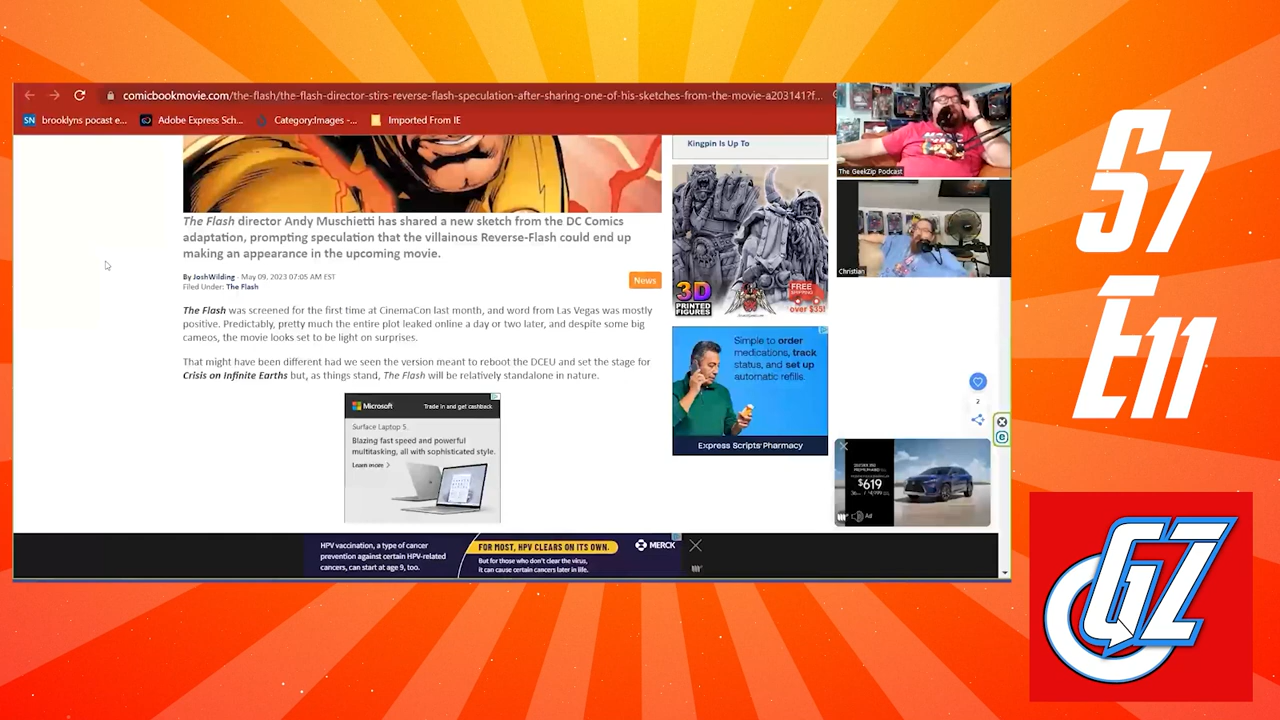 comicbookmovie.com/the-flash/the-flash-director-stirs-reverse-flash-speculation-after-sharing-one-of-his-sketches-from-the-movie-a203141?f...
SN brooklyns pocast e... Adobe Express Sch... Category:Images -... Imported From IE
The GeekZip Podcast
Christian
The Flash director Andy Muschietti has shared a new sketch from the DC Comics
adaptation, prompting speculation that the villainous Reverse-Flash could end up
making an appearance in the upcoming movie.
By JoshWilding - May 09, 2023 07:05 AM EST
Filed Under: The Flash
News
The Flash was screened for the first time at CinemaCon last month, and word from Las Vegas was mostly
positive. Predictably, pretty much the entire plot leaked online a day or two later, and despite some big
cameos, the movie looks set to be light on surprises.
That might have been different had we seen the version meant to reboot the DCEU and set the stage for
Crisis on Infinite Earths but, as things stand, The Flash will be relatively standalone in nature.
Microsoft Trade in and get cashback.
Surface Laptop 5.
Blazing fast speed and powerful
multitasking, all with sophisticated style.
Learn more >
Kingpin Is Up To
3D
PRINTED
FIGURES
FREE
SHIPPING
over $35!
Simple to order
medications, track
status, and set up
automatic refills.
Express Scripts Pharmacy
2
$619
Ad
HPV vaccination, a type of cancer
prevention against certain HPV-related
cancers, can start at age 9, too.
FOR MOST, HPV CLEARS ON ITS OWN.
But for those who don't clear the virus,
it can cause certain cancers later in life.
MERCK
S7
E11
GZ